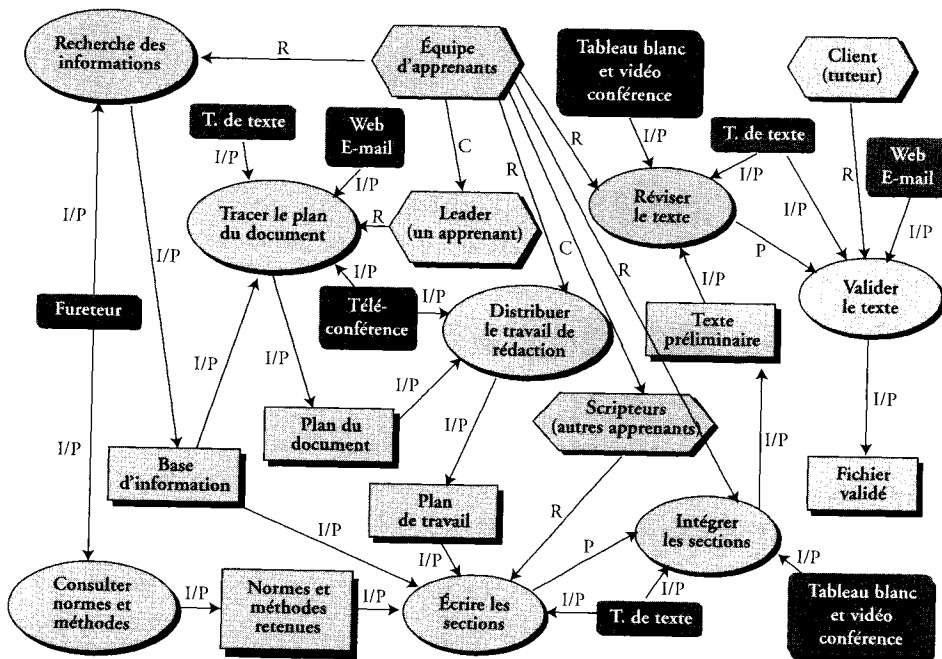 Recherche des
informations
R
Équipe
d'apprenants
Tableau blanc
et vidéo
conférence
Client
(tuteur)
T. de texte
Web
E-mail
I/P
I/P
C
R
R
I/P
T. de texte
I/P
I/P
R
Web
E-mail
I/P
I/P
I/P
Tracer le plan
du document
R
Leader
(un apprenant)
C
R
Réviser
le texte
P
I/P
Fureteur
I/P
Télé-
conférence
I/P
Distribuer
le travail de
rédaction
I/P
Texte
préliminaire
Valider
le texte
I/P
I/P
I/P
I/P
Plan du
document
I/P
Scripteurs
(autres apprenants)
I/P
I/P
Base
d'information
Plan
de travail
Fichier
validé
I/P
I/P
R
P
Intégrer
les sections
I/P
Consulter
normes et
méthodes
I/P
Normes et
méthodes
retenues
I/P
Écrire les
sections
I/P
T. de texte
I/P
Tableau blanc
et vidéo
conférence